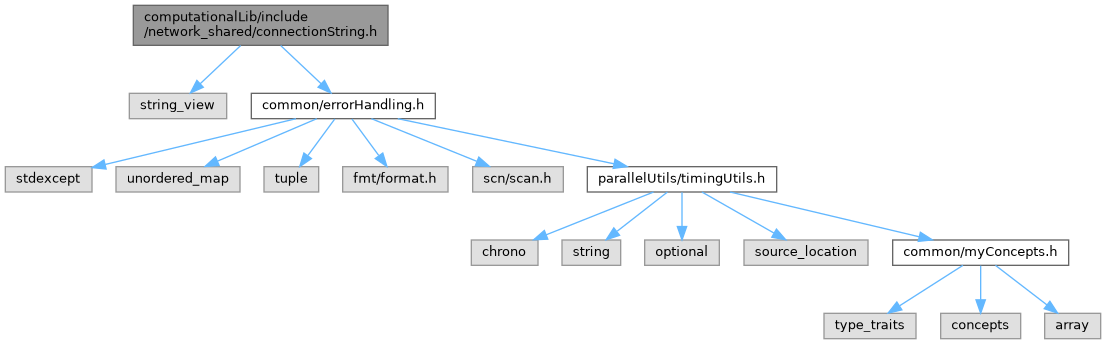 computationalLib/include
/network_shared/connectionString.h
string_view
common/errorHandling.h
stdexcept
unordered_map
tuple
fmt/format.h
scn/scan.h
parallelUtils/timingUtils.h
chrono
string
optional
source_location
common/myConcepts.h
type_traits
concepts
array